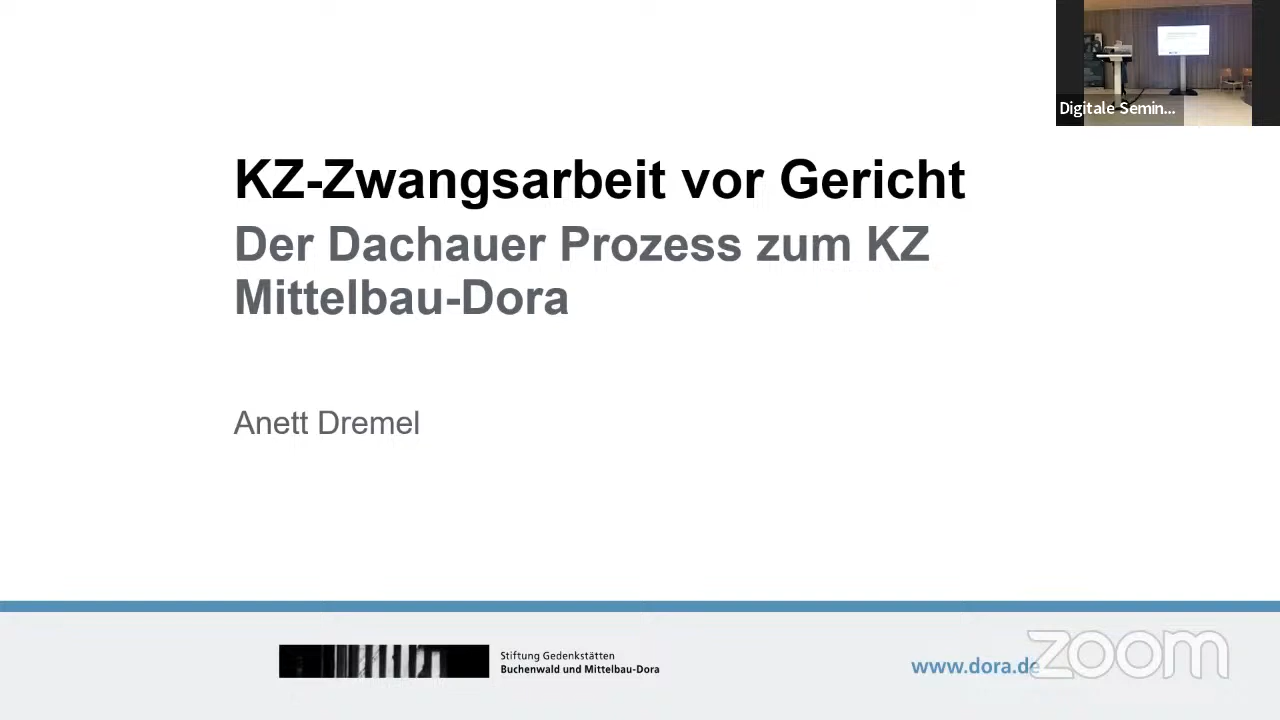 Digitale Semin...
KZ-Zwangsarbeit vor Gericht
Der Dachauer Prozess zum KZ
Mittelbau-Dora
Anett Dremel
Stiftung Gedenkstätten
Buchenwald und Mittelbau-Dora
www.dora.de
zoom